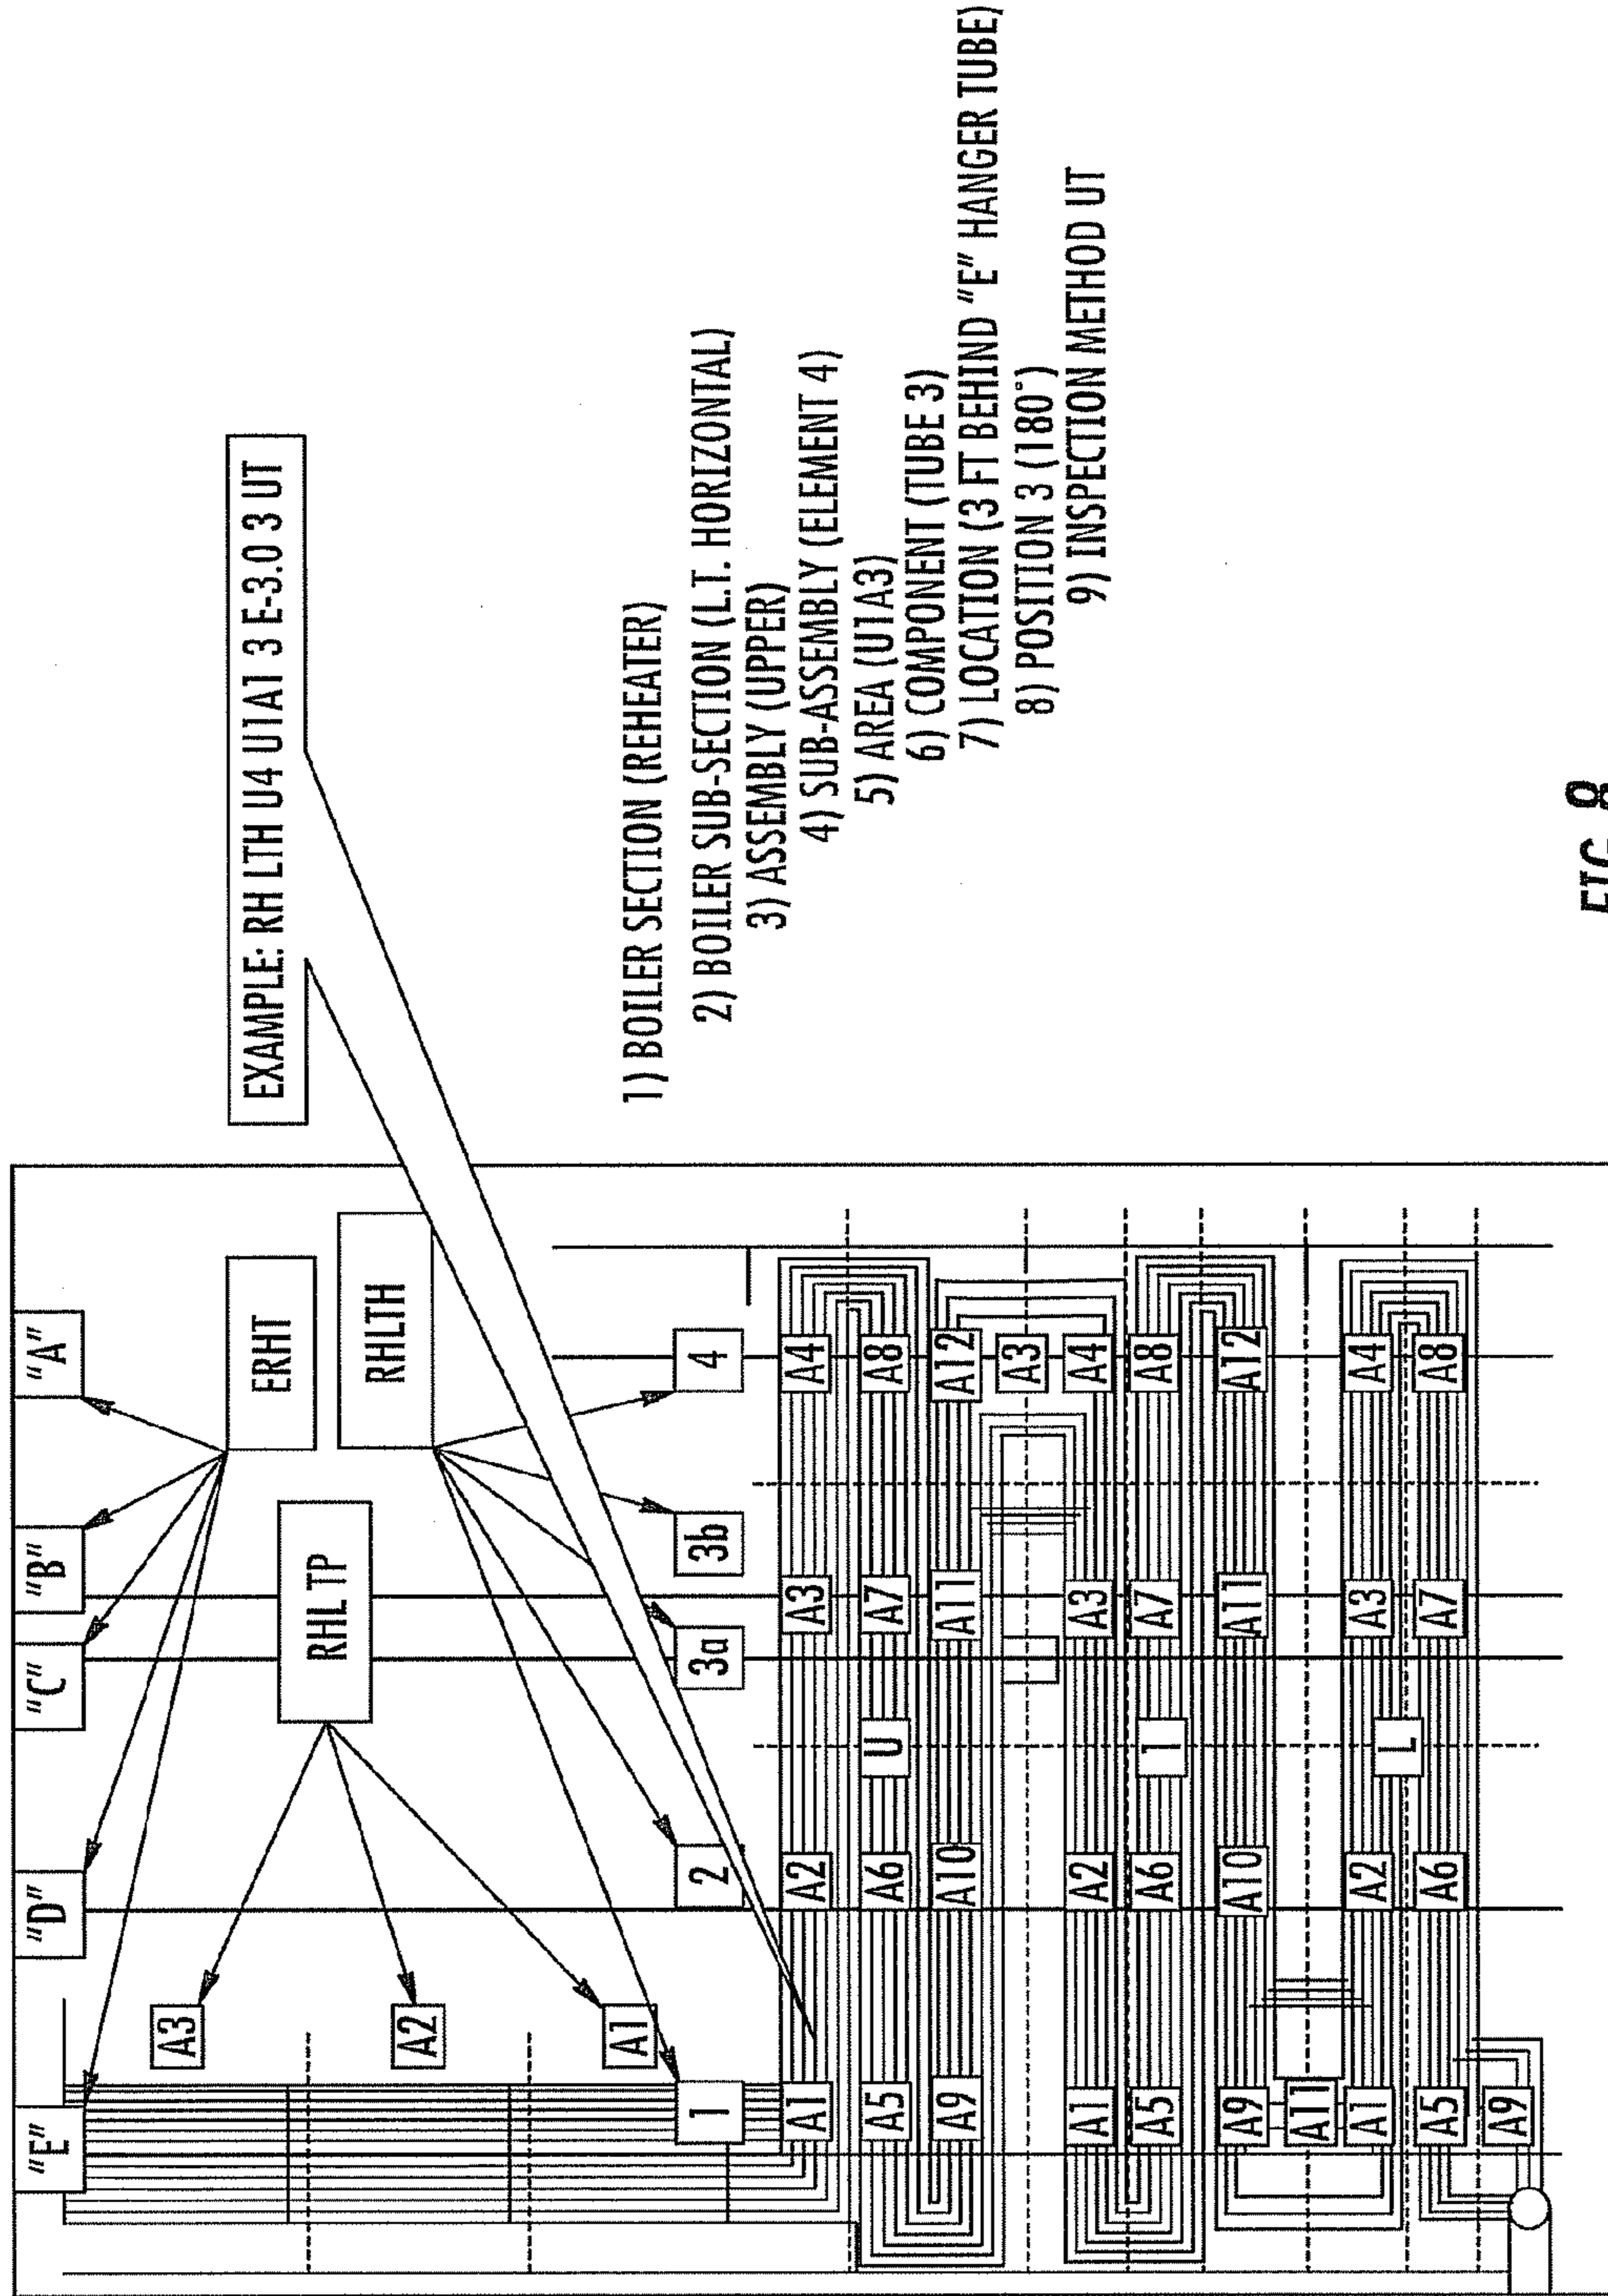 "E" "D" "C" "B" "A"
A3
ERHT
EXAMPLE: RH LTH U4 U1A1 3 E-3.0 3 UT
RHL TP
RHLTH
A2
A1
1 2 3a 3b 4
1) BOILER SECTION (REHEATER)
2) BOILER SUB-SECTION (L.T. HORIZONTAL)
3) ASSEMBLY (UPPER)
4) SUB-ASSEMBLY (ELEMENT 4)
5) AREA (U1A3)
6) COMPONENT (TUBE 3)
7) LOCATION (3 FT BEHIND "E" HANGER TUBE)
8) POSITION 3 (180°)
9) INSPECTION METHOD UT
A1 A2 A3 A4
A5 A6 U A7 A8
A9 A10 A11 A12
A3
A1 A2 A3 A4
A5 A6 I A7 A8
A9 A10 A11 A12
A11
A1 A2 A3 A4
L
A5 A6 A7 A8
A9
FIG. 8